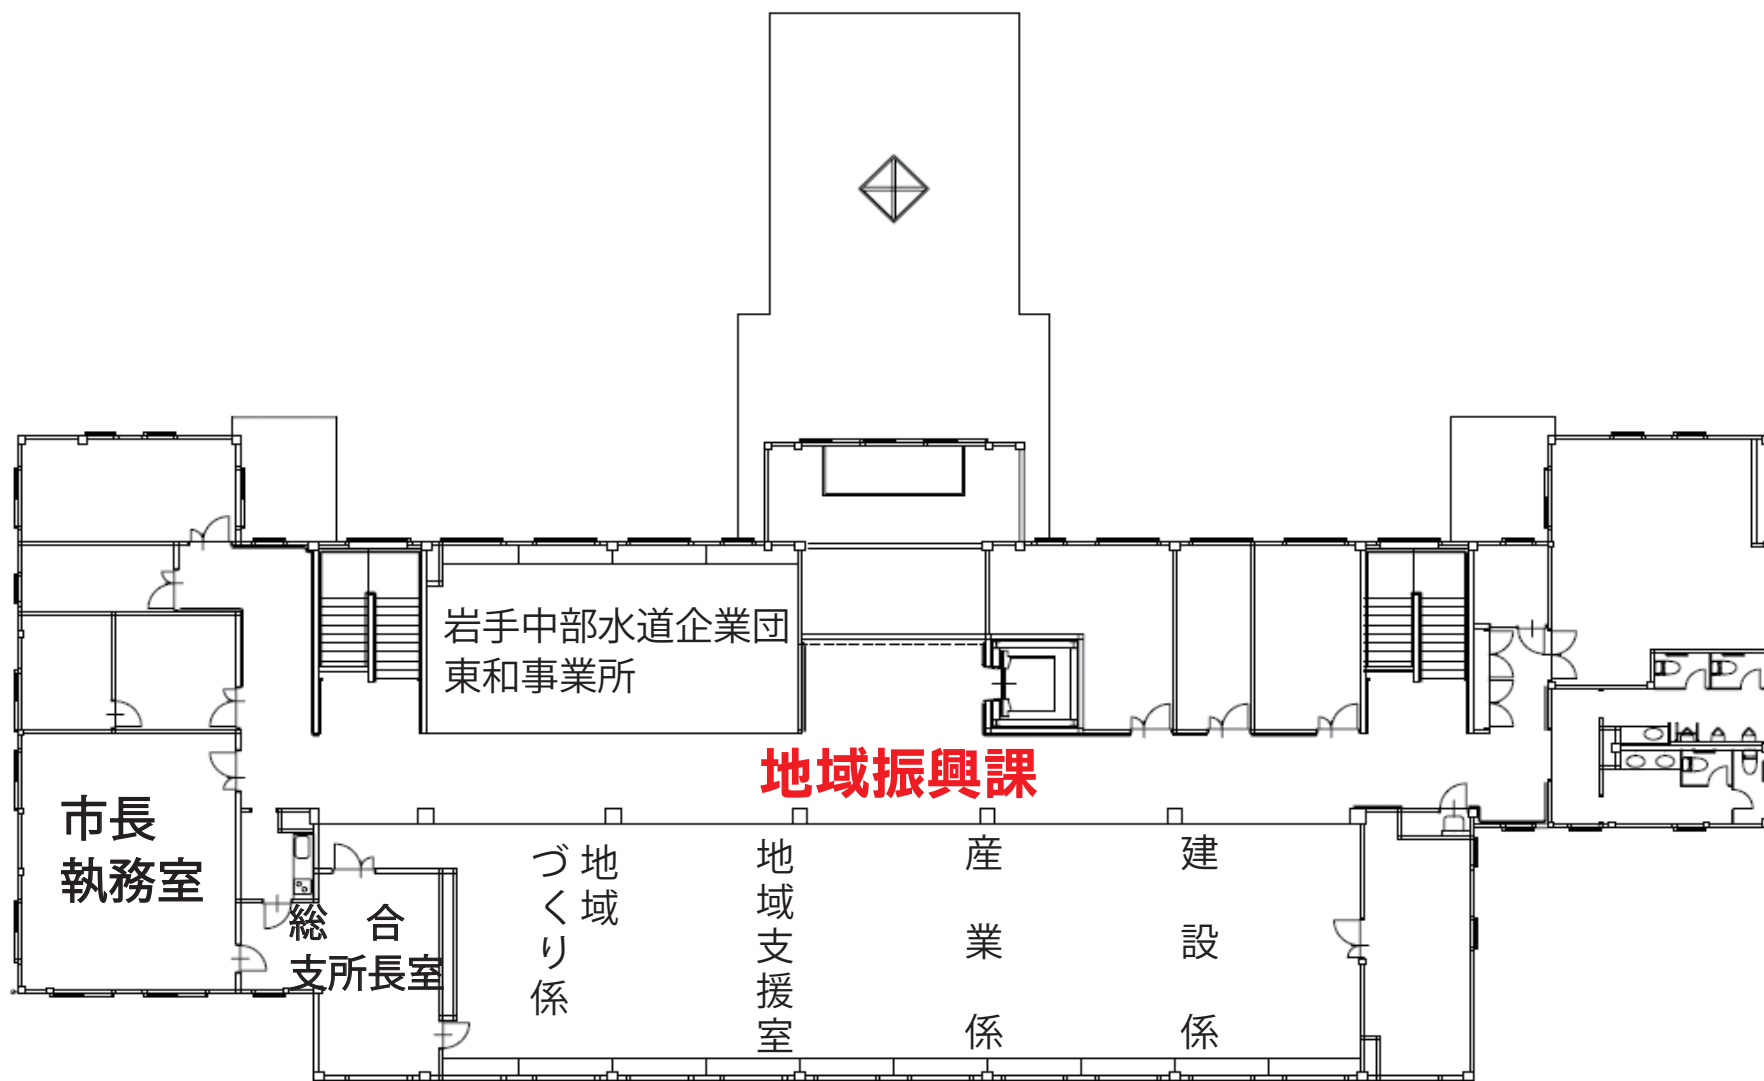 岩手中部水道企業団
東和事業所
地域振興課
市長
執務室
総　合
支所長室
地域
づくり係
地域支援室
産業係
建設係